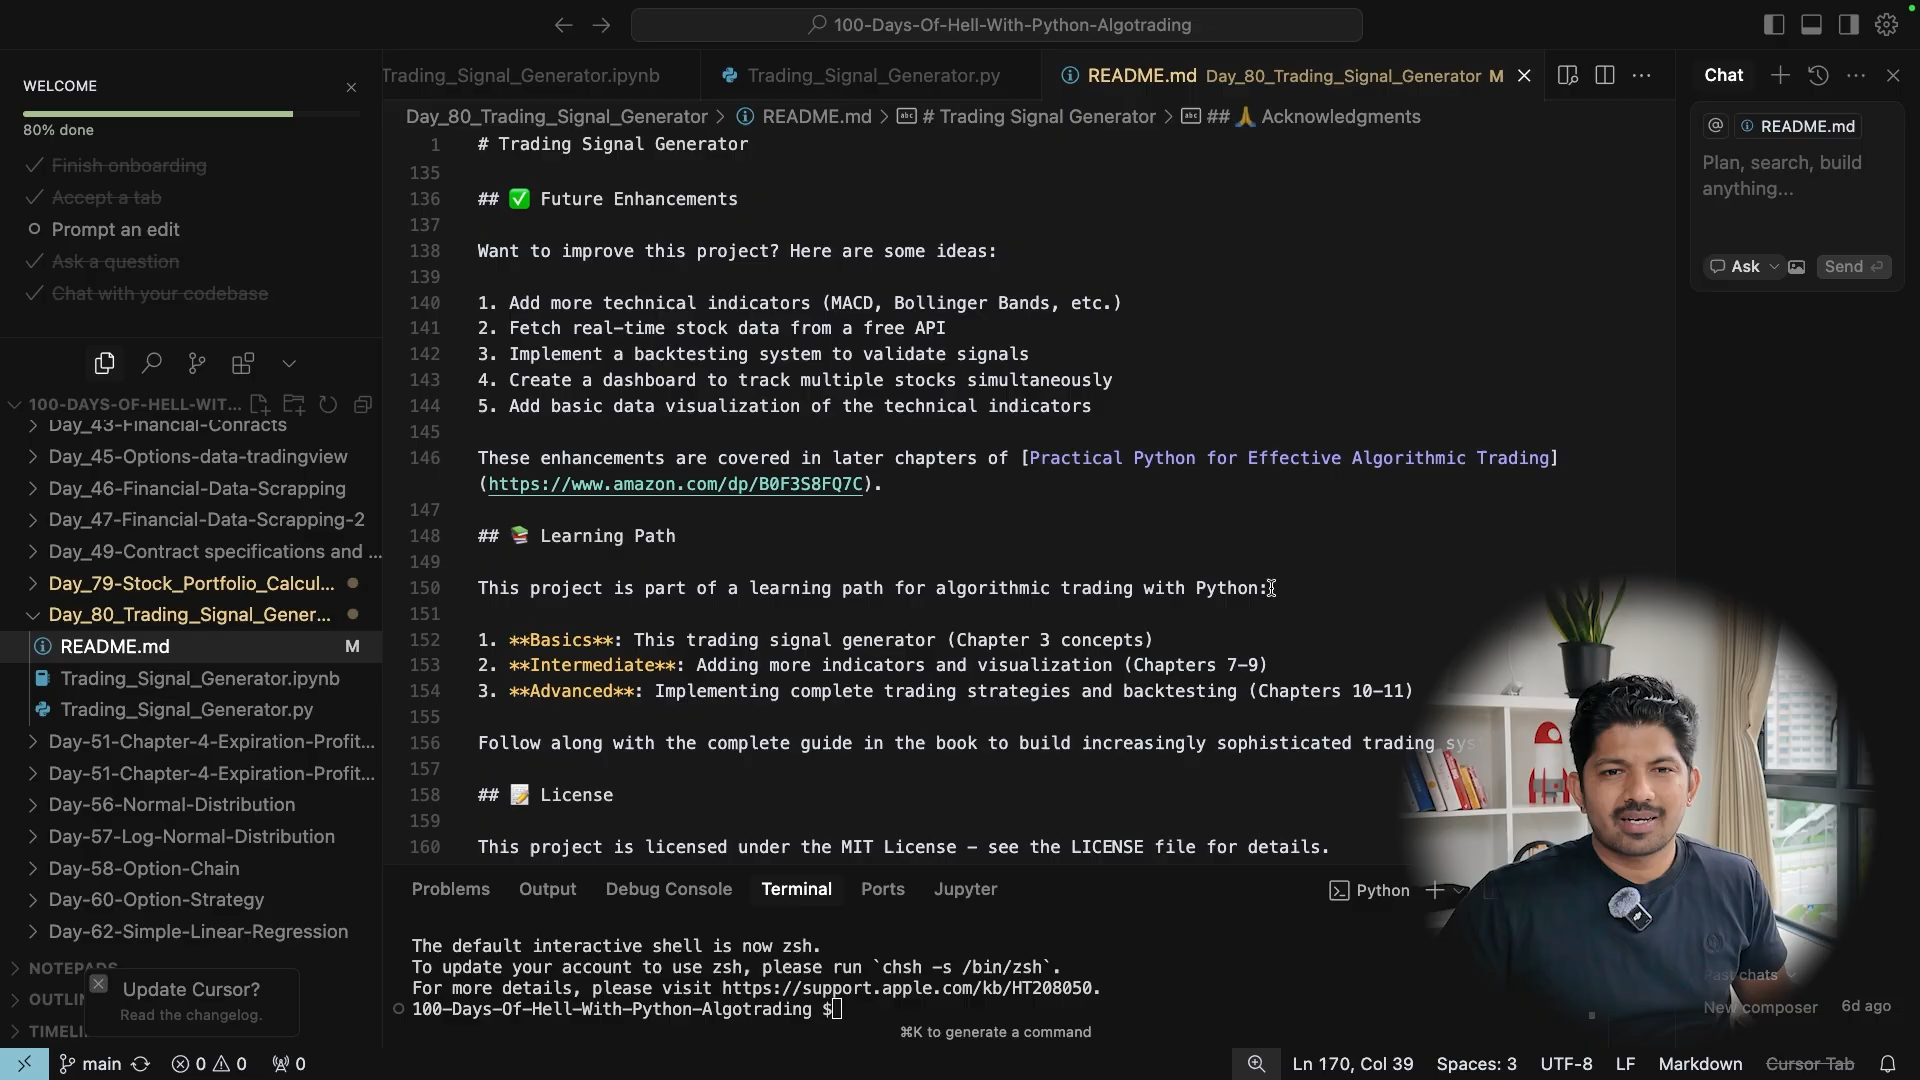 100-Days-Of-Hell-With-Python-Algotrading
WELCOME
80% done
Finish onboarding
Accept a tab
Prompt an edit
Ask a question
Chat with your codebase
100-DAYS-OF-HELL-WIT...
Day_43-Financial-Conracts
Day_45-Options-data-tradingview
Day_46-Financial-Data-Scrapping
Day_47-Financial-Data-Scrapping-2
Day_49-Contract specifications and ...
Day_79-Stock_Portfolio_Calcul...
Day_80_Trading_Signal_Gener...
README.md M
Trading_Signal_Generator.ipynb
Trading_Signal_Generator.py
Day-51-Chapter-4-Expiration-Profit...
Day-51-Chapter-4-Expiration-Profit...
Day-56-Normal-Distribution
Day-57-Log-Normal-Distribution
Day-58-Option-Chain
Day-60-Option-Strategy
Day-62-Simple-Linear-Regression
NOTEPADS
OUTLI
TIMELI
Update Cursor?
Read the changelog.
Trading_Signal_Generator.ipynb
Trading_Signal_Generator.py
README.md Day_80_Trading_Signal_Generator M
Day_80_Trading_Signal_Generator > README.md > # Trading Signal Generator > ## 🙏 Acknowledgments
1 # Trading Signal Generator
135
136 ## ✅ Future Enhancements
137
138 Want to improve this project? Here are some ideas:
139
140 1. Add more technical indicators (MACD, Bollinger Bands, etc.)
141 2. Fetch real-time stock data from a free API
142 3. Implement a backtesting system to validate signals
143 4. Create a dashboard to track multiple stocks simultaneously
144 5. Add basic data visualization of the technical indicators
145
146 These enhancements are covered in later chapters of [Practical Python for Effective Algorithmic Trading]
(https://www.amazon.com/dp/B0F3S8FQ7C).
147
148 ## 📚 Learning Path
149
150 This project is part of a learning path for algorithmic trading with Python:
151
152 1. **Basics**: This trading signal generator (Chapter 3 concepts)
153 2. **Intermediate**: Adding more indicators and visualization (Chapters 7-9)
154 3. **Advanced**: Implementing complete trading strategies and backtesting (Chapters 10-11)
155
156 Follow along with the complete guide in the book to build increasingly sophisticated trading sys
157
158 ## 📝 License
159
160 This project is licensed under the MIT License - see the LICENSE file for details.
Problems Output Debug Console Terminal Ports Jupyter
Python
The default interactive shell is now zsh.
To update your account to use zsh, please run `chsh -s /bin/zsh`.
For more details, please visit https://support.apple.com/kb/HT208050.
100-Days-Of-Hell-With-Python-Algotrading $
⌘K to generate a command
Chat
@ README.md
Plan, search, build
anything...
Ask Send
Past chats
New composer 6d ago
main 0 0 0
Ln 170, Col 39 Spaces: 3 UTF-8 LF Markdown Cursor Tab